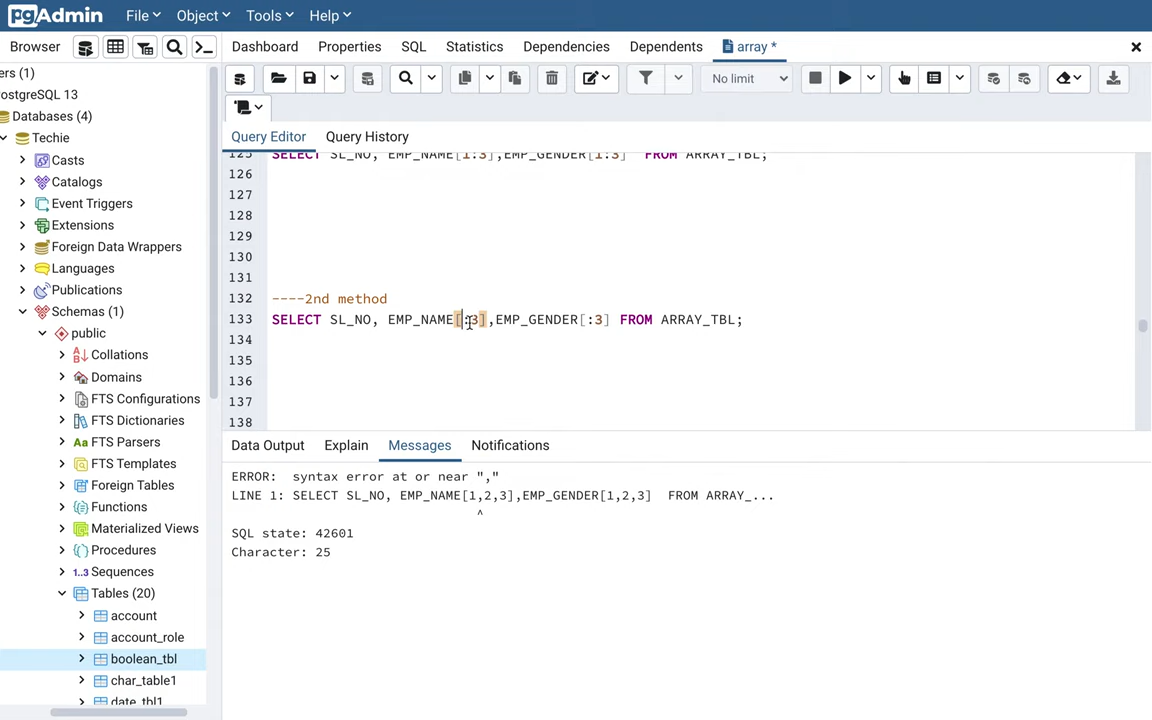 pgAdmin File Object Tools Help
Browser
Dashboard Properties SQL Statistics Dependencies Dependents array *
No limit
Query Editor Query History
ers (1)
ostgreSQL 13
Databases (4)
Techie
Casts
Catalogs
Event Triggers
Extensions
Foreign Data Wrappers
Languages
Publications
Schemas (1)
public
Collations
Domains
FTS Configurations
FTS Dictionaries
Aa FTS Parsers
FTS Templates
Foreign Tables
Functions
Materialized Views
Procedures
1..3 Sequences
Tables (20)
account
account_role
boolean_tbl
char_table1
date_tbl1
125 SELECT SL_NO, EMP_NAME[1:3],EMP_GENDER[1:3]  FROM ARRAY_TBL;
126
127
128
129
130
131
132 ----2nd method
133 SELECT SL_NO, EMP_NAME[:3],EMP_GENDER[:3] FROM ARRAY_TBL;
134
135
136
137
138
Data Output Explain Messages Notifications
ERROR:  syntax error at or near ","
LINE 1: SELECT SL_NO, EMP_NAME[1,2,3],EMP_GENDER[1,2,3]  FROM ARRAY_...
^
SQL state: 42601
Character: 25